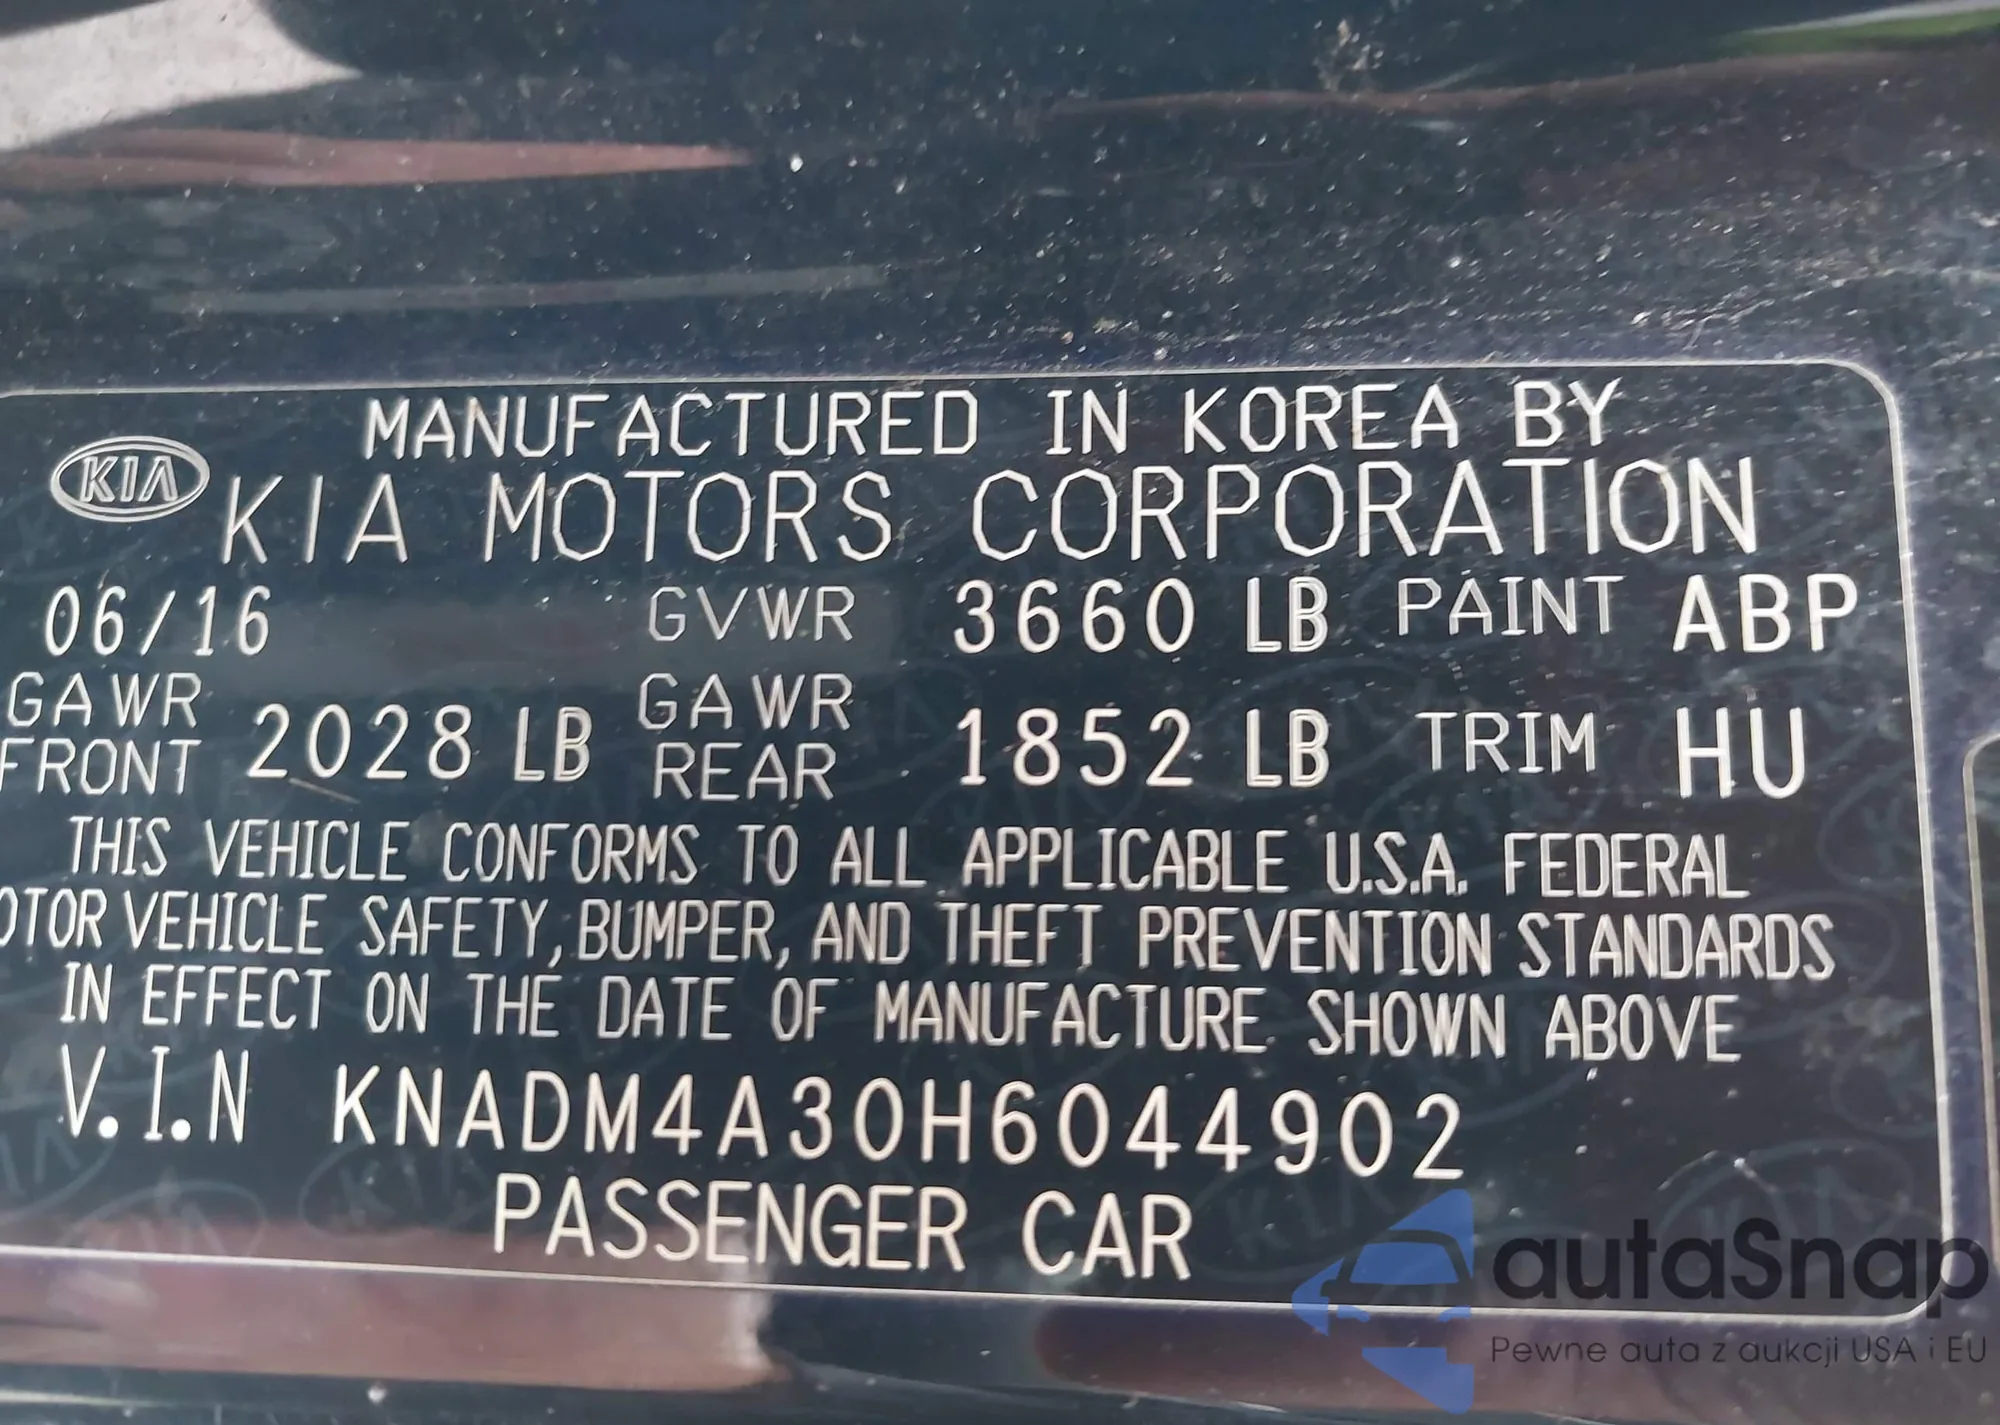 MANUFACTURED IN KOREA BY
KIA KIA MOTORS CORPORATION
06/16 GVWR 3660 LB PAINT ABP
GAWR FRONT 2028 LB GAWR REAR 1852 LB TRIM HU
THIS VEHICLE CONFORMS TO ALL APPLICABLE U.S.A. FEDERAL
OTOR VEHICLE SAFETY, BUMPER, AND THEFT PREVENTION STANDARDS
IN EFFECT ON THE DATE OF MANUFACTURE SHOWN ABOVE
V.I.N KNADM4A30H6044902
PASSENGER CAR
autaSnap
Pewne auta z aukcji USA i EU